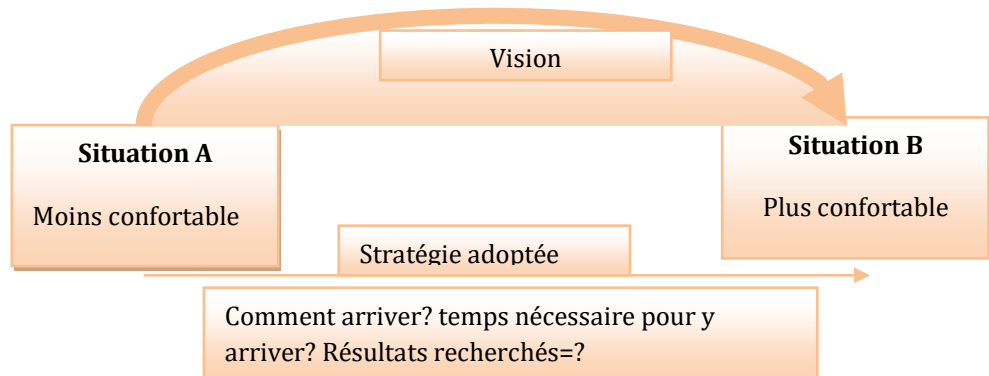 Vision
Situation A
Moins confortable
Situation B
Plus confortable
Stratégie adoptée
Comment arriver? temps nécessaire pour y
arriver? Résultats recherchés=?